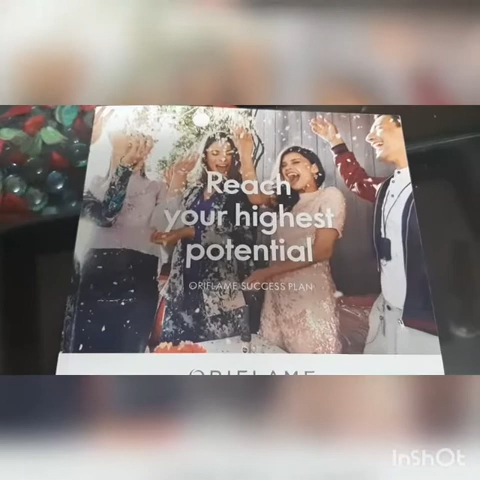 Reach
your highest
potential
ORIFLAME SUCCESS PLAN
ORIFLAME
InShOt